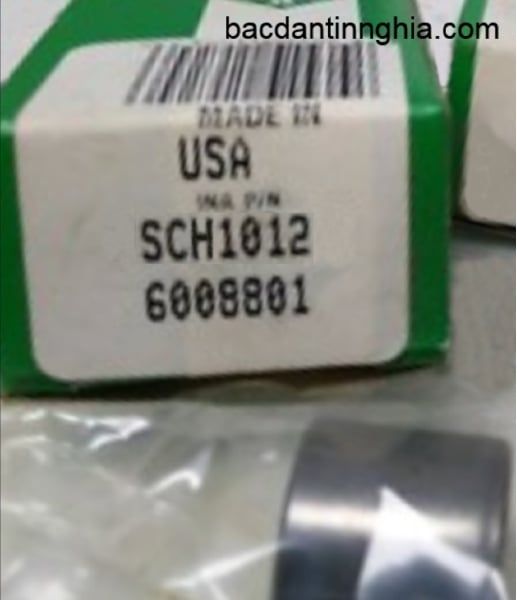 bacdantinnghia.com
MADE IN
USA
INA P/N
SCH1012
6008801